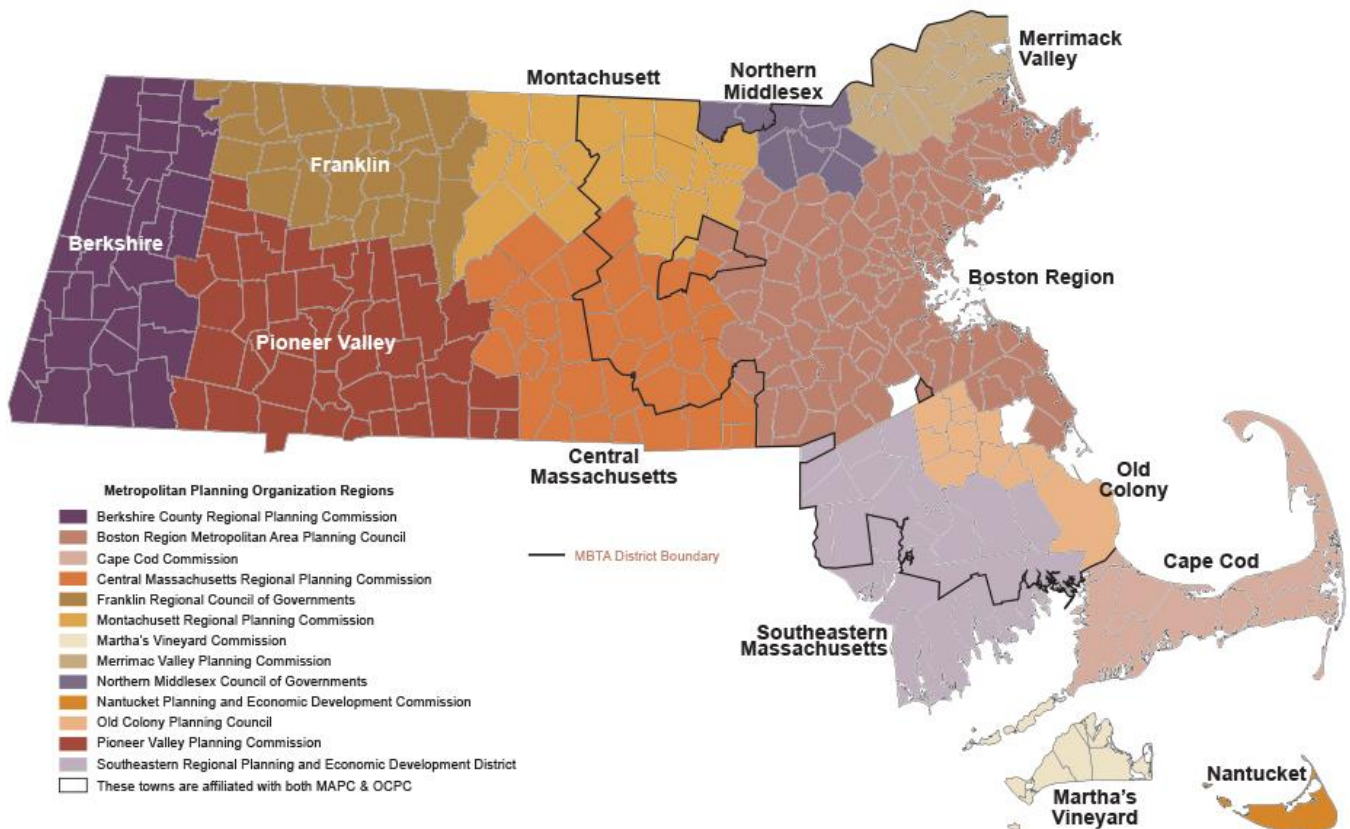 Merrimack
Valley
Northern
Middlesex
Montachusett
Franklin
Berkshire
Boston Region
Pioneer Valley
Central
Massachusetts
Old
Colony
Cape Cod
Southeastern
Massachusetts
Nantucket
Martha's
Vineyard
Metropolitan Planning Organization Regions
Berkshire County Regional Planning Commission
Boston Region Metropolitan Area Planning Council
Cape Cod Commission
Central Massachusetts Regional Planning Commission
Franklin Regional Council of Governments
Montachusett Regional Planning Commission
Martha's Vineyard Commission
Merrimac Valley Planning Commission
Northern Middlesex Council of Governments
Nantucket Planning and Economic Development Commission
Old Colony Planning Council
Pioneer Valley Planning Commission
Southeastern Regional Planning and Economic Development District
These towns are affiliated with both MAPC & OCPC
MBTA District Boundary